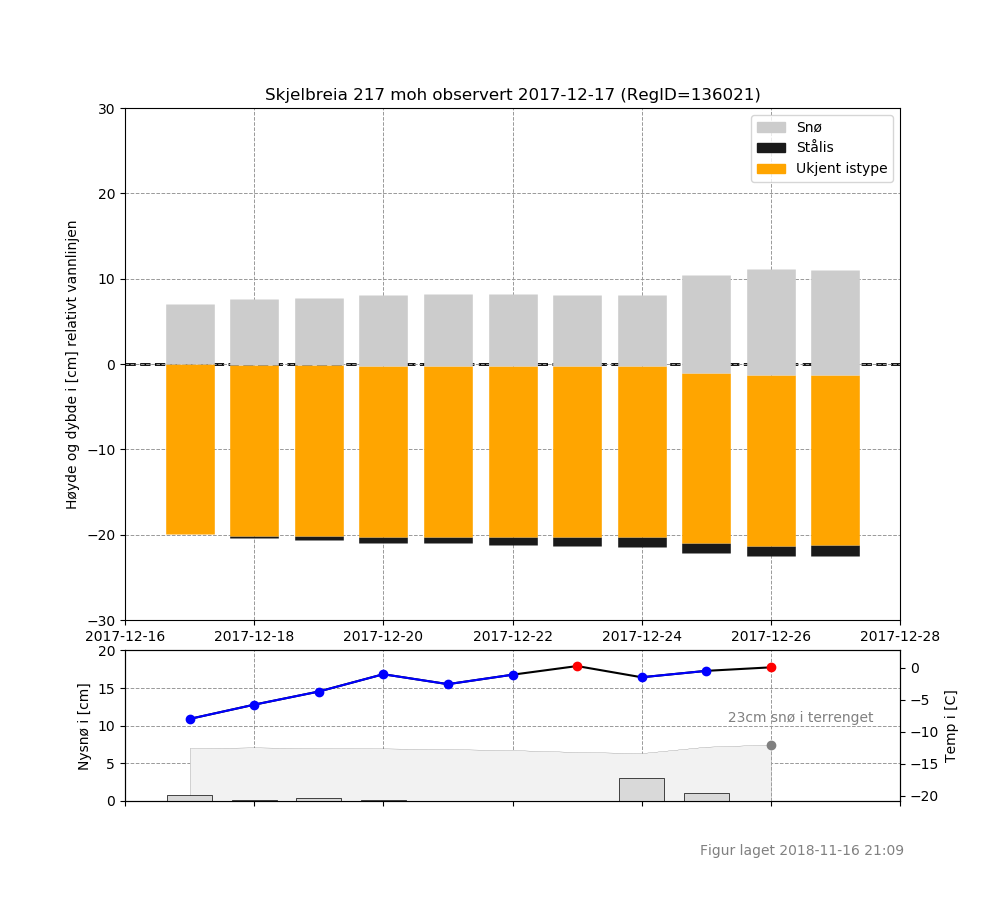 Skjelbreia 217 moh observert 2017-12-17 (RegID=136021)
30
20
10
0
−10
−20
−30
Høyde og dybde i [cm] relativt vannlinjen
Snø
Stålis
Ukjent istype
2017-12-16 2017-12-18 2017-12-20 2017-12-22 2017-12-24 2017-12-26 2017-12-28
20
15
10
5
0
Nysnø i [cm]
23cm snø i terrenget
0
−5
−10
−15
−20
Temp i [C]
Figur laget 2018-11-16 21:09